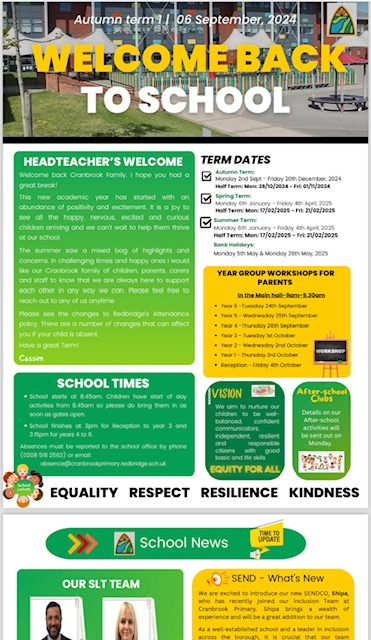 Autumn term 1 | 06 September, 2024
WELCOME BACK
TO SCHOOL
HEADTEACHER'S WELCOME
Welcome back Cranbrook Family. I hope you had a
great break!
This new academic year has started with an
abundance of positivity and excitement. It is a joy to
see all the happy, nervous, excited and curious
children arriving and we can't wait to help them thrive
at our school.
The summer saw a mixed bag of highlights and
concerns. In challenging times and happy ones I would
like our Cranbrook family of children, parents, carers
and staff to know that we are always here to support
each other in any way we can. Please feel free to
reach out to any of us anytime.
Please see the changes to Redbridge's Attendance
policy. There are a number of changes that can affect
you if your child is absent.
Have a great Term!
Cassim
TERM DATES
Autumn Term:
Monday 2nd Sept - Friday 20th December, 2024
Half Term: Mon: 28/10/2024 - Fri: 01/11/2024
Spring Term:
Monday 6th January - Friday 4th April, 2025
Half Term: Mon: 17/02/2025 - Fri: 21/02/2025
Summer Term:
Monday 6th January - Friday 4th April, 2025
Half Term: Mon: 17/02/2025 - Fri: 21/02/2025
Bank Holidays:
Monday 5th May & Monday 26th May, 2025
YEAR GROUP WORKSHOPS FOR
PARENTS
In the Main hall-9am-9.30am
Year 6 -Tuesday 24th September
Year 5 - Wednesday 25th September
Year 4 -Thursday 26th September
Year 3 - Tuesday 1st October
Year 2 - Wednesday 2nd October
Year 1 - Thursday 3rd October
Reception - Friday 4th October
WORKSHOP
SCHOOL TIMES
School starts at 8.45am. Children have start of day
activities from 8.45am so please do bring them in as
soon as gates open.
School finishes at 3pm for Reception to year 3 and
3.15pm for years 4 to 6.
Absences must be reported to the school office by phone
(0208 518 2562) or email:
absence@cranbrookprimary.redbridge.sch.uk
VISION
We aim to nurture our
children to be well-
balanced, confident
communicators,
independent, resilient
and responsible
citizens with good
basic and life skills
EQUITY FOR ALL
After-school
Clubs
Details on our
After-school
activities will
be sent out on
Monday.
EQUALITY RESPECT RESILIENCE KINDNESS
School News
TIME TO
UPDATE
OUR SLT TEAM
SEND - What's New
We are excited to introduce our new SENDCO, Shipa,
who has recently joined our Inclusion Team at
Cranbrook Primary. Shipa brings a wealth of
experience and will be a great addition to our team.
As a well-established school and a leader in inclusion
across the borough, it is crucial that our team